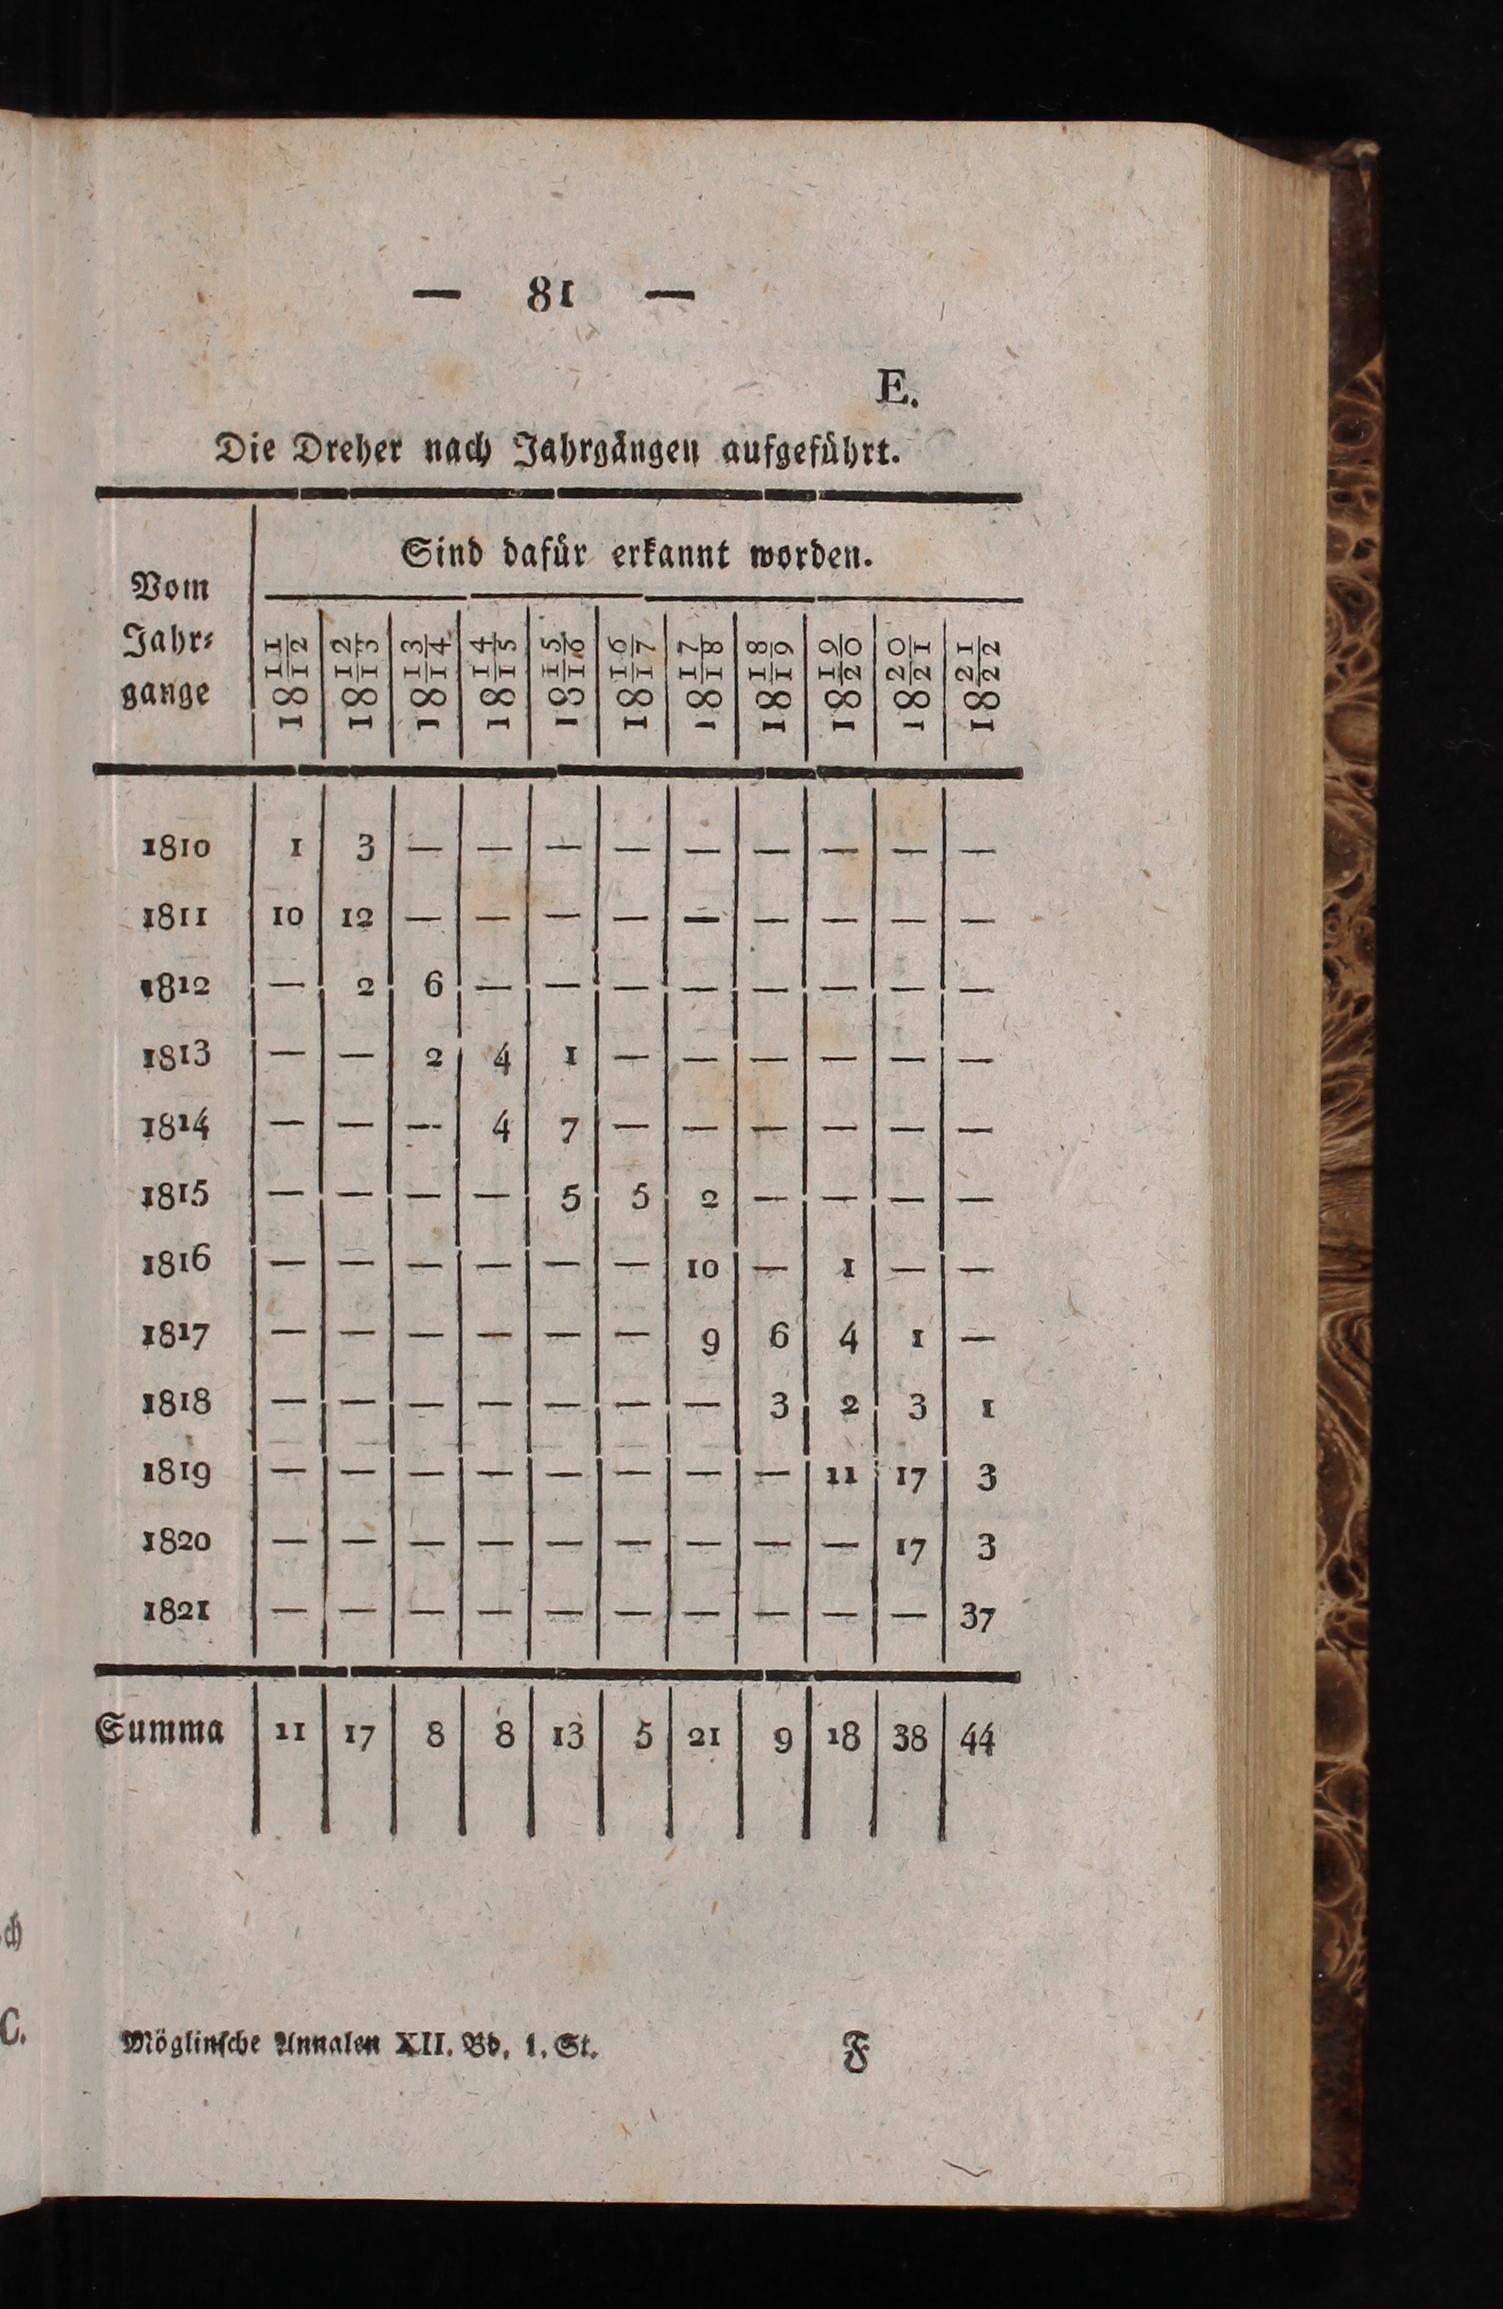 — 81 —
E.
Die Dreher nach Jahrgängen aufgeführt.
Vom Jahr⸗ gange | Sind dafür erkannt worden.
18 11/12 | 18 12/13 | 18 13/14 | 18 14/15 | 18 15/16 | 18 16/17 | 18 17/18 | 18 18/19 | 18 19/20 | 18 20/21 | 18 21/22
1810 | 1 | 3 | — | — | — | — | — | — | — | — | —
1811 | 10 | 12 | — | — | — | — | — | — | — | — | —
1812 | — | 2 | 6 | — | — | — | — | — | — | — | —
1813 | — | — | 2 | 4 | 1 | — | — | — | — | — | —
1814 | — | — | — | 4 | 7 | — | — | — | — | — | —
1815 | — | — | — | — | 5 | 5 | 2 | — | — | — | —
1816 | — | — | — | — | — | — | 10 | — | 1 | — | —
1817 | — | — | — | — | — | — | 9 | 6 | 4 | 1 | —
1818 | — | — | — | — | — | — | — | 3 | 2 | 3 | 1
1819 | — | — | — | — | — | — | — | — | 11 | 17 | 3
1820 | — | — | — | — | — | — | — | — | — | 17 | 3
1821 | — | — | — | — | — | — | — | — | — | — | 37
Summa | 11 | 17 | 8 | 8 | 13 | 5 | 21 | 9 | 18 | 38 | 44
Möglinsche Annalen XII. Bd, 1. St. F